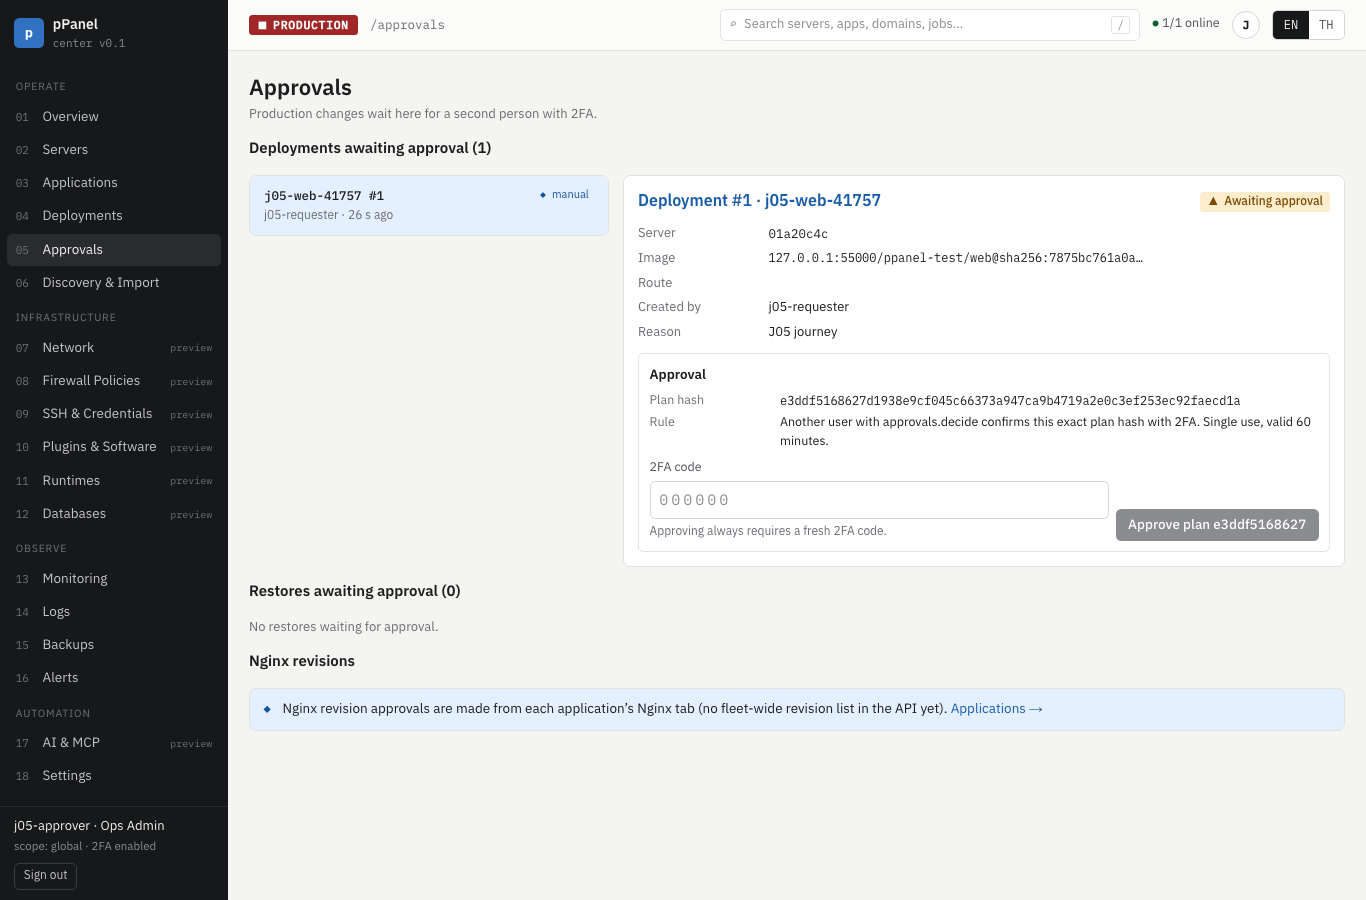 p
pPanel
center v0.1
OPERATE
01 Overview
02 Servers
03 Applications
04 Deployments
05 Approvals
06 Discovery & Import
INFRASTRUCTURE
07 Network preview
08 Firewall Policies preview
09 SSH & Credentials preview
10 Plugins & Software preview
11 Runtimes preview
12 Databases preview
OBSERVE
13 Monitoring
14 Logs
15 Backups
16 Alerts
AUTOMATION
17 AI & MCP preview
18 Settings
j05-approver · Ops Admin
scope: global · 2FA enabled
Sign out
■ PRODUCTION /approvals
Search servers, apps, domains, jobs… /
● 1/1 online
J
EN TH
Approvals
Production changes wait here for a second person with 2FA.
Deployments awaiting approval (1)
j05-web-41757 #1 ◆ manual
j05-requester · 26 s ago
Deployment #1 · j05-web-41757 ▲ Awaiting approval
Server 01a20c4c
Image 127.0.0.1:55000/ppanel-test/web@sha256:7875bc761a0a…
Route
Created by j05-requester
Reason J05 journey
Approval
Plan hash e3ddf5168627d1938e9cf045c66373a947ca9b4719a2e0c3ef253ec92faecd1a
Rule Another user with approvals.decide confirms this exact plan hash with 2FA. Single use, valid 60
minutes.
2FA code
000000
Approving always requires a fresh 2FA code.
Approve plan e3ddf5168627
Restores awaiting approval (0)
No restores waiting for approval.
Nginx revisions
◆ Nginx revision approvals are made from each application’s Nginx tab (no fleet-wide revision list in the API yet). Applications →